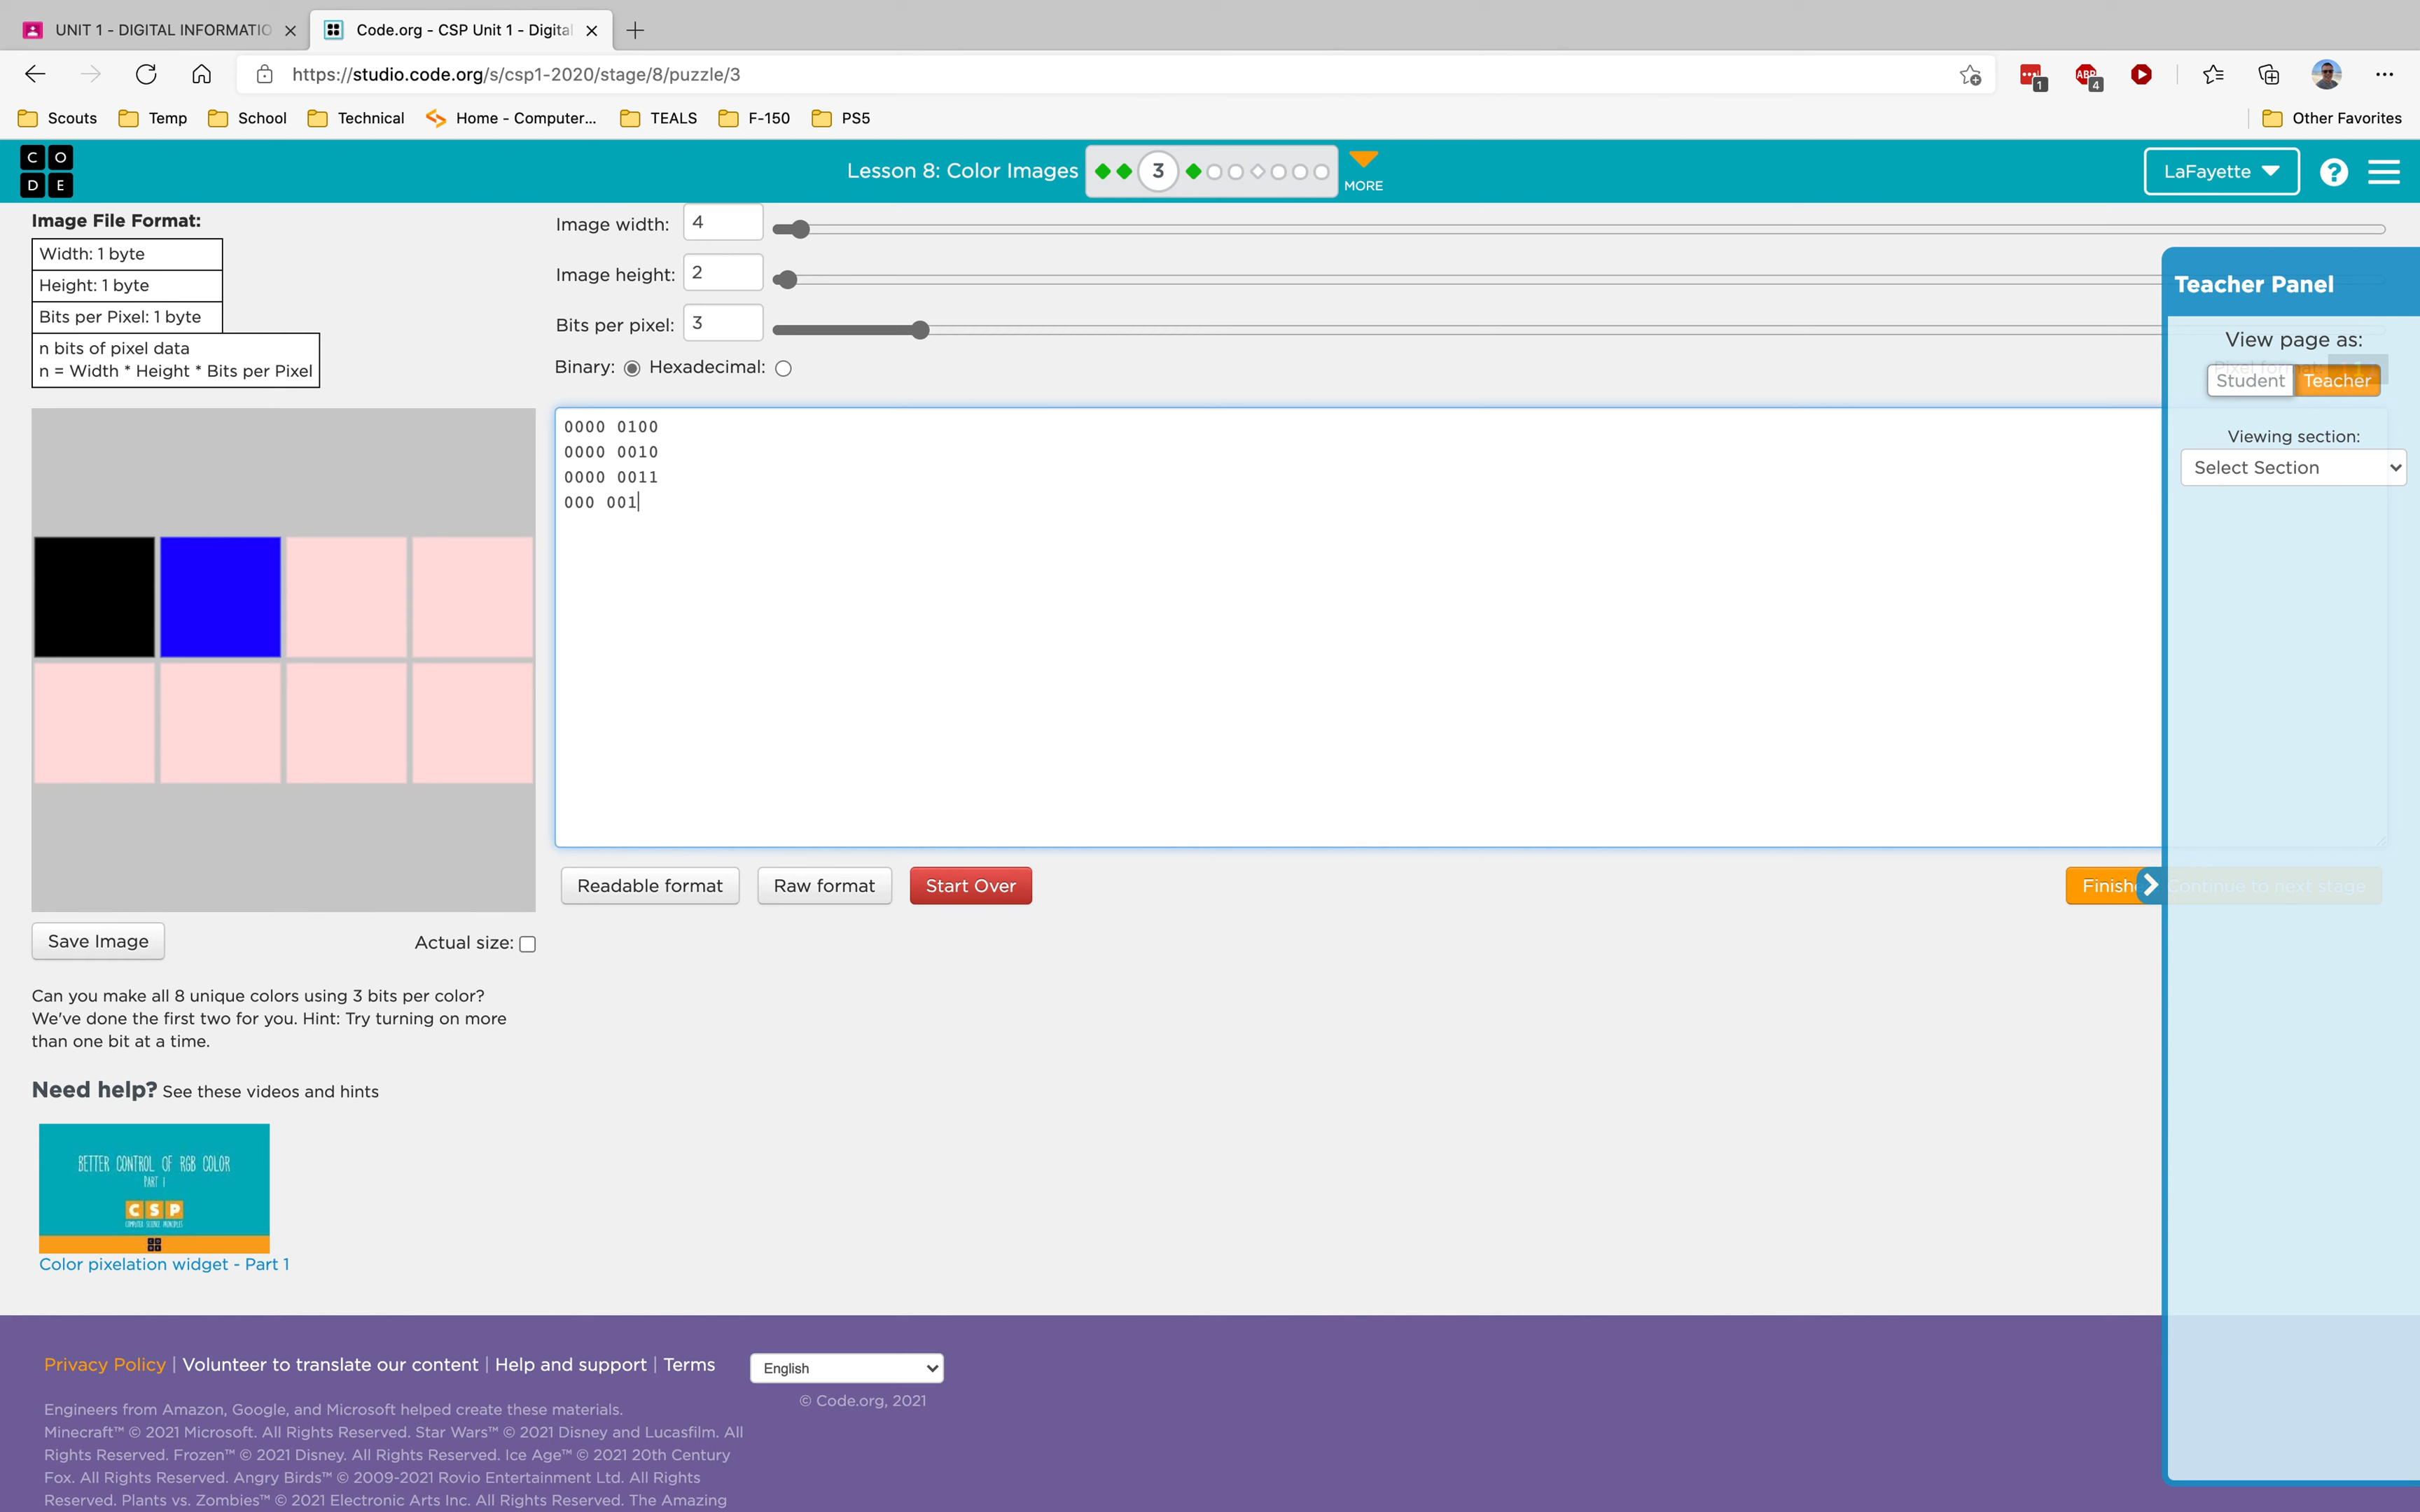 UNIT 1 - DIGITAL INFORMATIO
Code.org - CSP Unit 1 - Digital
https://studio.code.org/s/csp1-2020/stage/8/puzzle/3
1
ABP
4
Scouts
Temp
School
Technical
Home - Computer...
TEALS
F-150
PS5
Other Favorites
C O
D E
Lesson 8: Color Images
3
MORE
LaFayette
?
Image File Format:
Width: 1 byte
Height: 1 byte
Bits per Pixel: 1 byte
n bits of pixel data
n = Width * Height * Bits per Pixel
Image width: 4
Image height: 2
Bits per pixel: 3
Binary: Hexadecimal:
0000 0100
0000 0010
0000 0011
000 001
Teacher Panel
View page as:
Student Teacher
Viewing section:
Select Section
Readable format
Raw format
Start Over
Continue to next stage
Save Image
Actual size:
Can you make all 8 unique colors using 3 bits per color?
We've done the first two for you. Hint: Try turning on more
than one bit at a time.
Need help? See these videos and hints
BETTER CONTROL OF RGB COLOR
PART 1
CSP
COMPUTER SCIENCE PRINCIPLES
Color pixelation widget - Part 1
Privacy Policy | Volunteer to translate our content | Help and support | Terms
English
© Code.org, 2021
Engineers from Amazon, Google, and Microsoft helped create these materials.
Minecraft™ © 2021 Microsoft. All Rights Reserved. Star Wars™ © 2021 Disney and Lucasfilm. All
Rights Reserved. Frozen™ © 2021 Disney. All Rights Reserved. Ice Age™ © 2021 20th Century
Fox. All Rights Reserved. Angry Birds™ © 2009-2021 Rovio Entertainment Ltd. All Rights
Reserved. Plants vs. Zombies™ © 2021 Electronic Arts Inc. All Rights Reserved. The Amazing